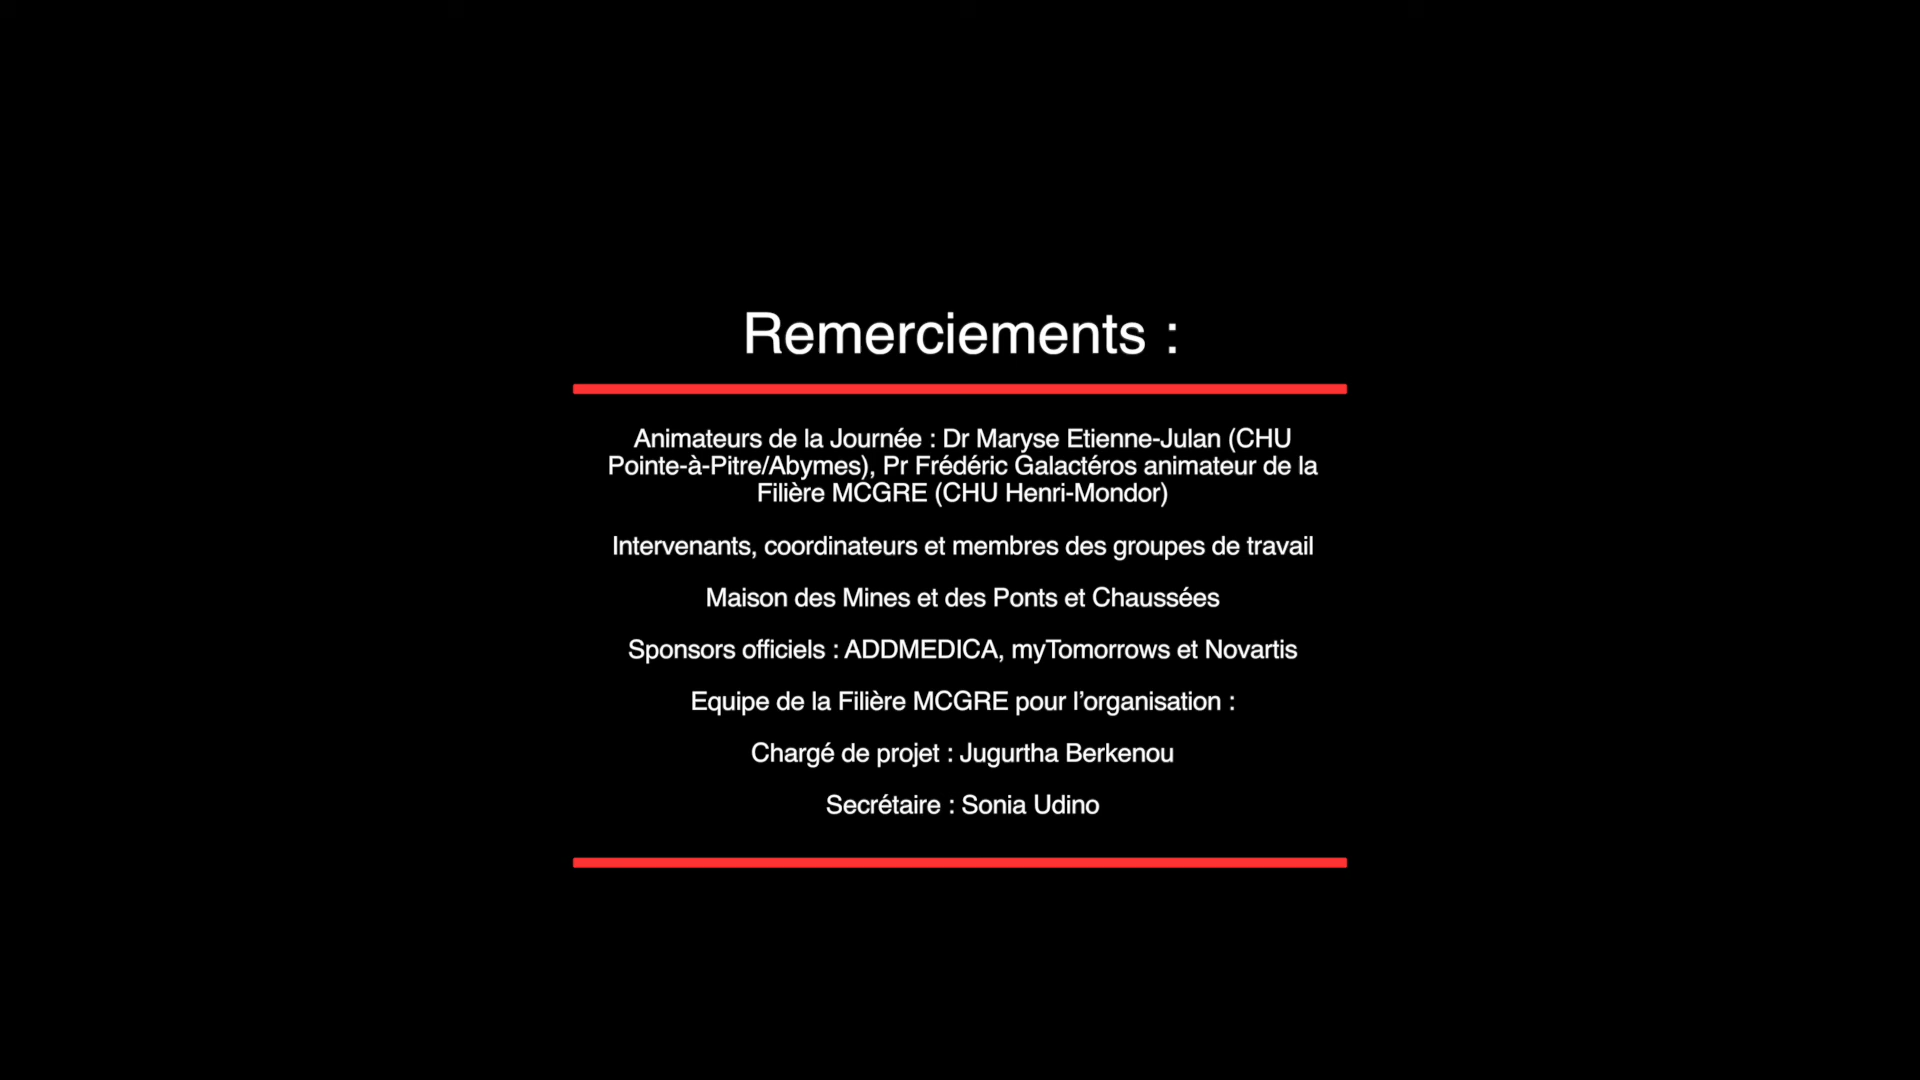 Remerciements :
Animateurs de la Journée : Dr Maryse Etienne-Julan (CHU
Pointe-à-Pitre/Abymes), Pr Frédéric Galactéros animateur de la
Filière MCGRE (CHU Henri-Mondor)
Intervenants, coordinateurs et membres des groupes de travail
Maison des Mines et des Ponts et Chaussées
Sponsors officiels : ADDMEDICA, myTomorrows et Novartis
Equipe de la Filière MCGRE pour l’organisation :
Chargé de projet : Jugurtha Berkenou
Secrétaire : Sonia Udino